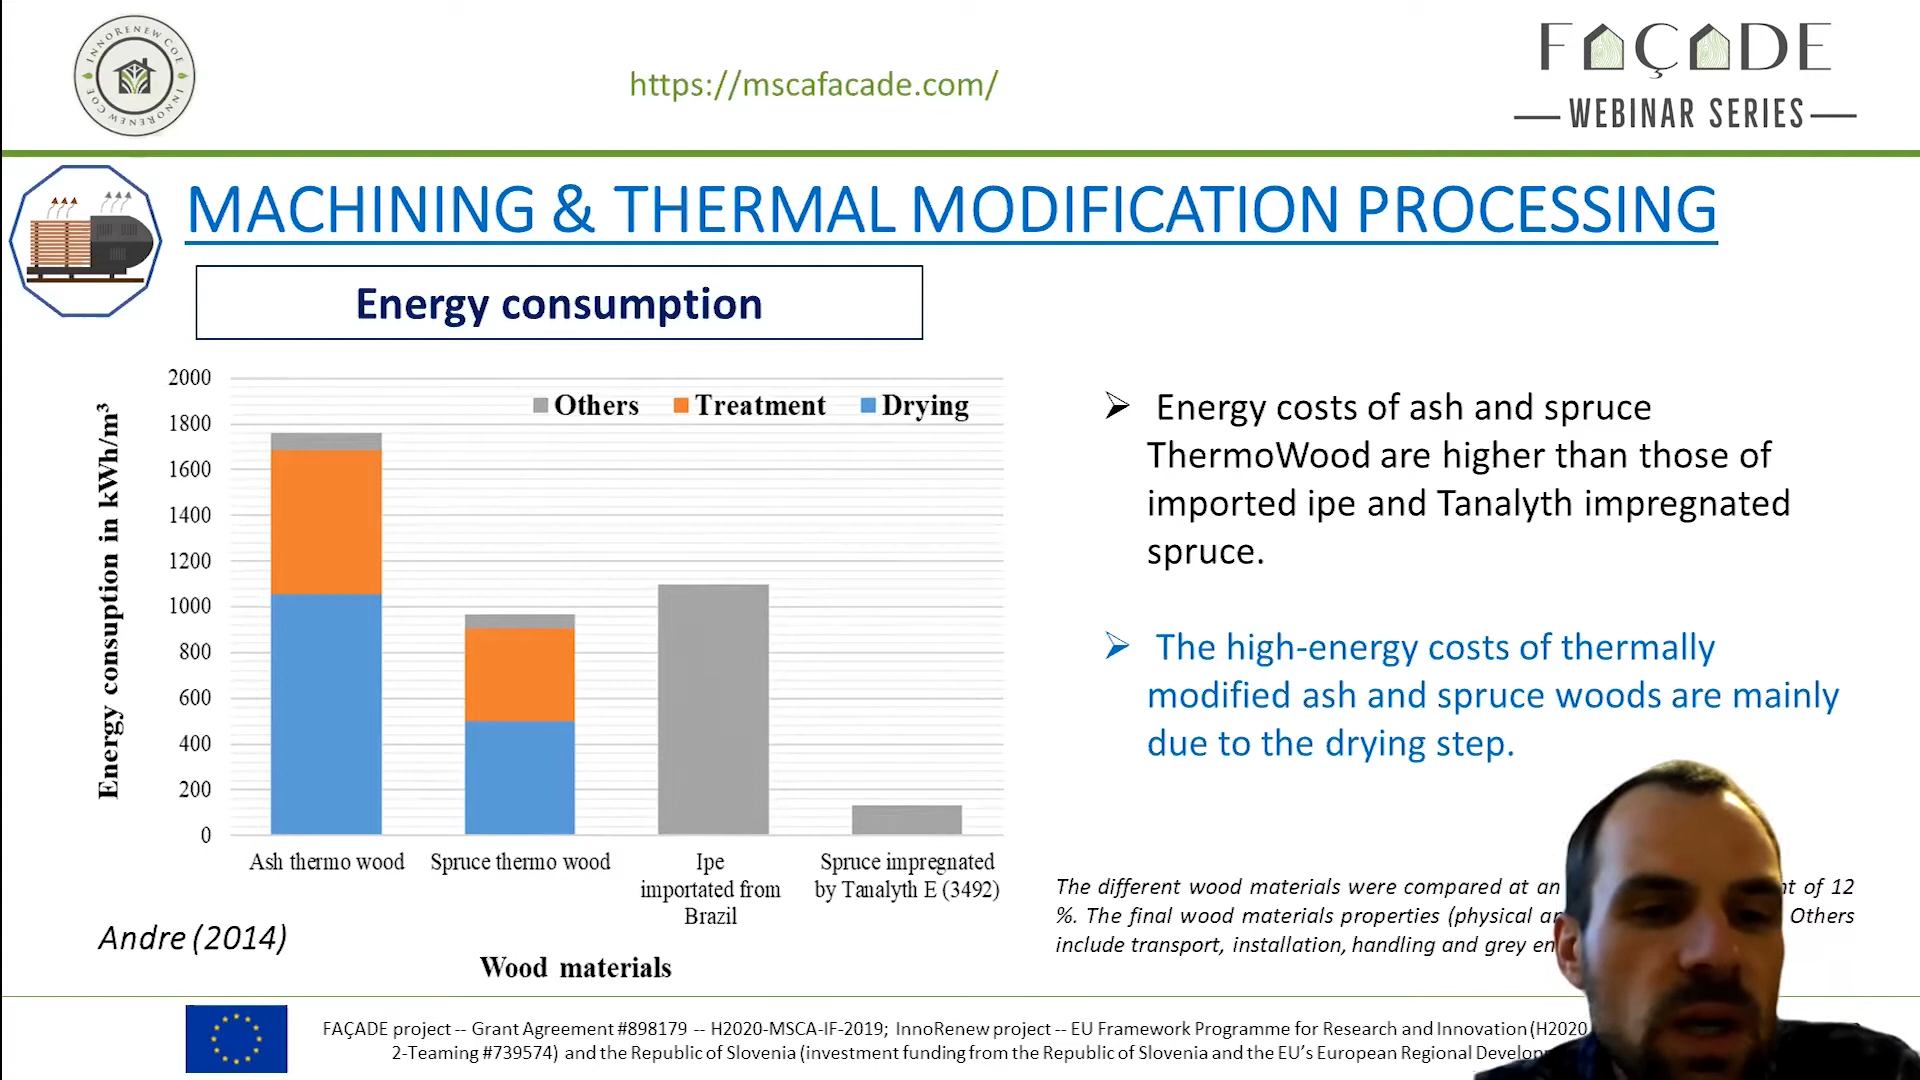 INNORENEW COE INNORENEW COE
https://mscafacade.com/
FAÇADE
WEBINAR SERIES
MACHINING & THERMAL MODIFICATION PROCESSING
Energy consumption
Energy consuption in kWh/m³
2000
1800
1600
1400
1200
1000
800
600
400
200
0
Others Treatment Drying
Ash thermo wood
Spruce thermo wood
Ipe
importated from
Brazil
Spruce impregnated
by Tanalyth E (3492)
Wood materials
Andre (2014)
➢ Energy costs of ash and spruce
ThermoWood are higher than those of
imported ipe and Tanalyth impregnated
spruce.
➢ The high-energy costs of thermally
modified ash and spruce woods are mainly
due to the drying step.
The different wood materials were compared at an of 12
%. The final wood materials properties (physical Others
include transport, installation, handling and grey
FAÇADE project -- Grant Agreement #898179 -- H2020-MSCA-IF-2019; InnoRenew project -- EU Framework Programme for Research and Innovation (H2020
2-Teaming #739574) and the Republic of Slovenia (investment funding from the Republic of Slovenia and the EU's European Regional